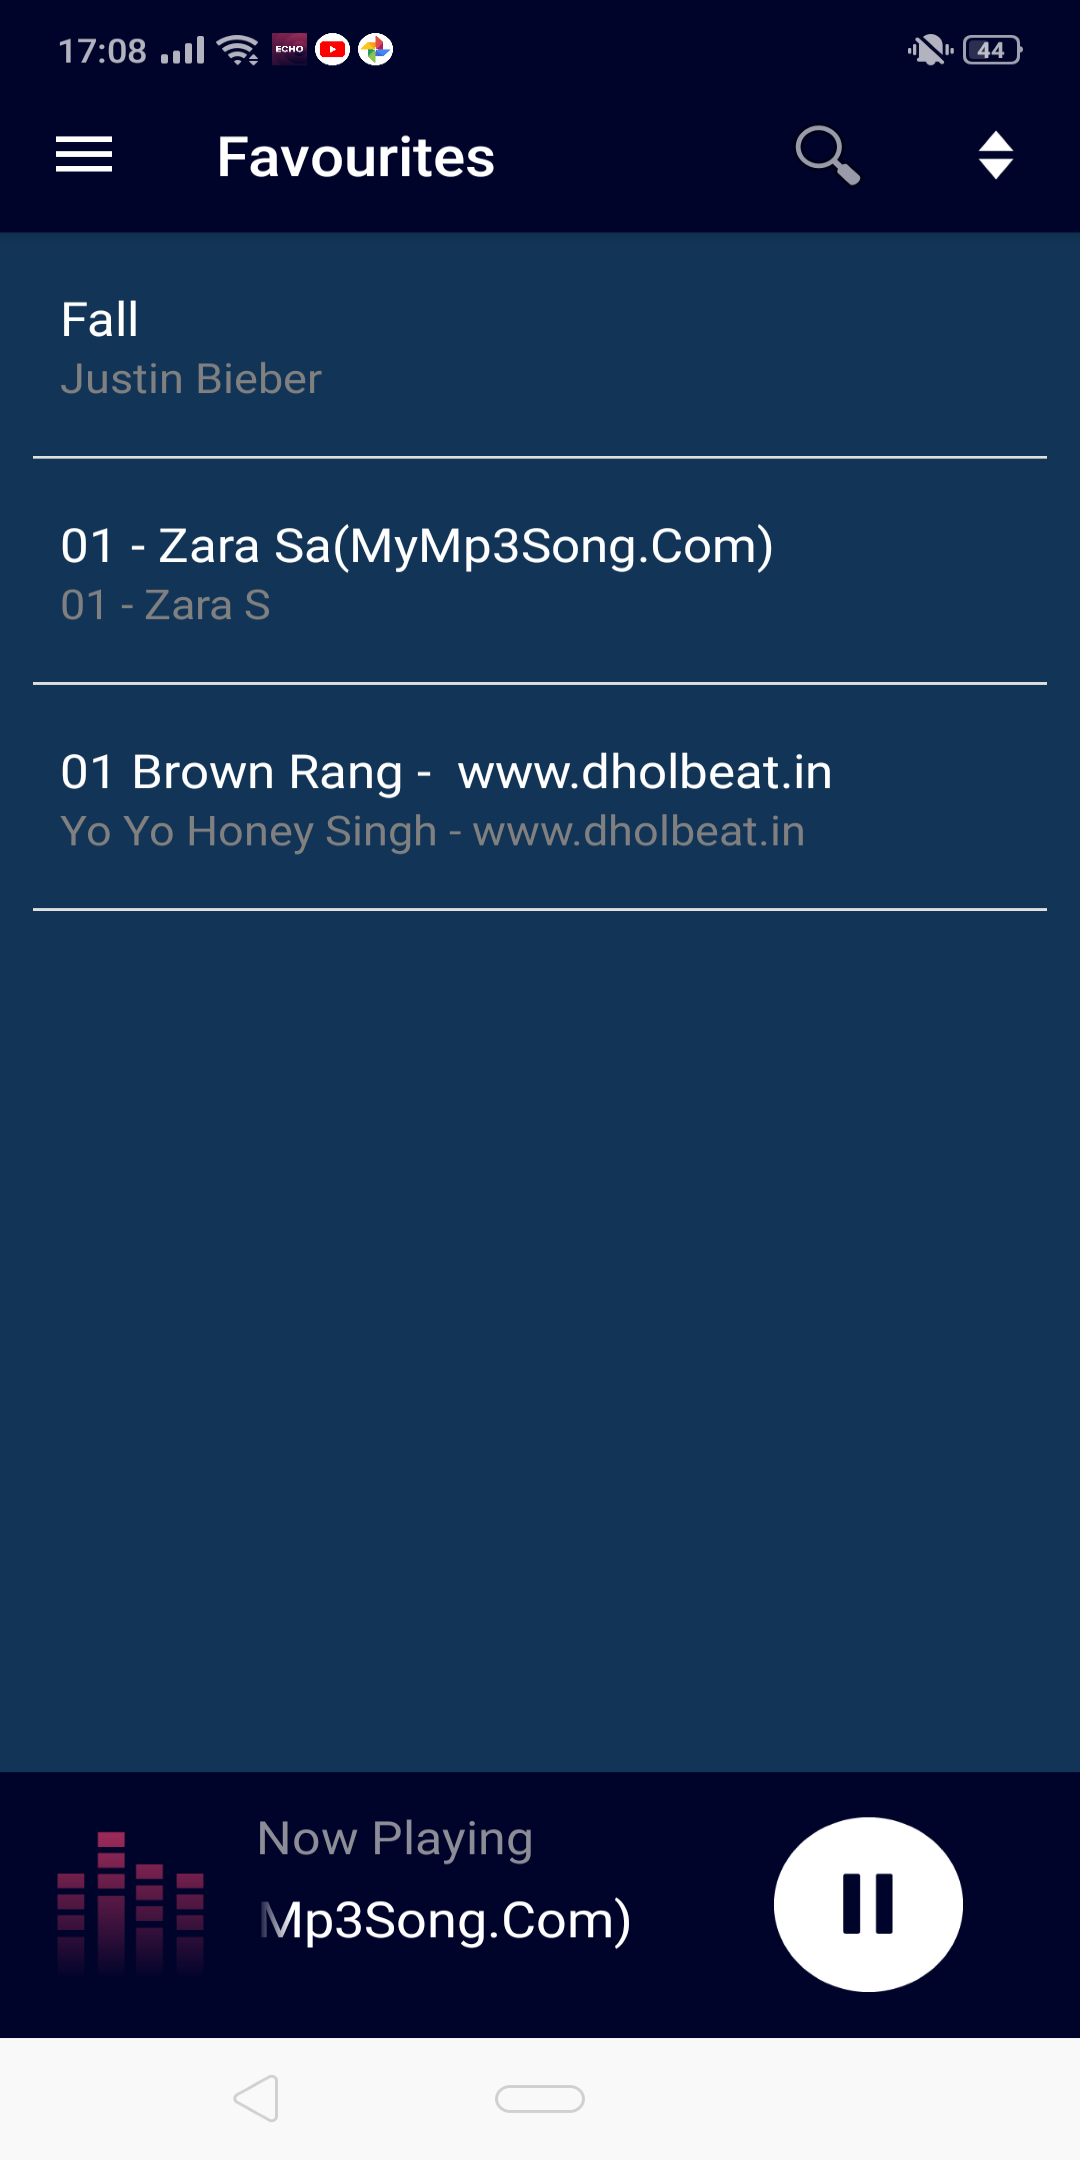 17:08 ECHO 44
Favourites
Fall
Justin Bieber
01 - Zara Sa(MyMp3Song.Com)
01 - Zara S
01 Brown Rang -  www.dholbeat.in
Yo Yo Honey Singh - www.dholbeat.in
Now Playing
Mp3Song.Com)